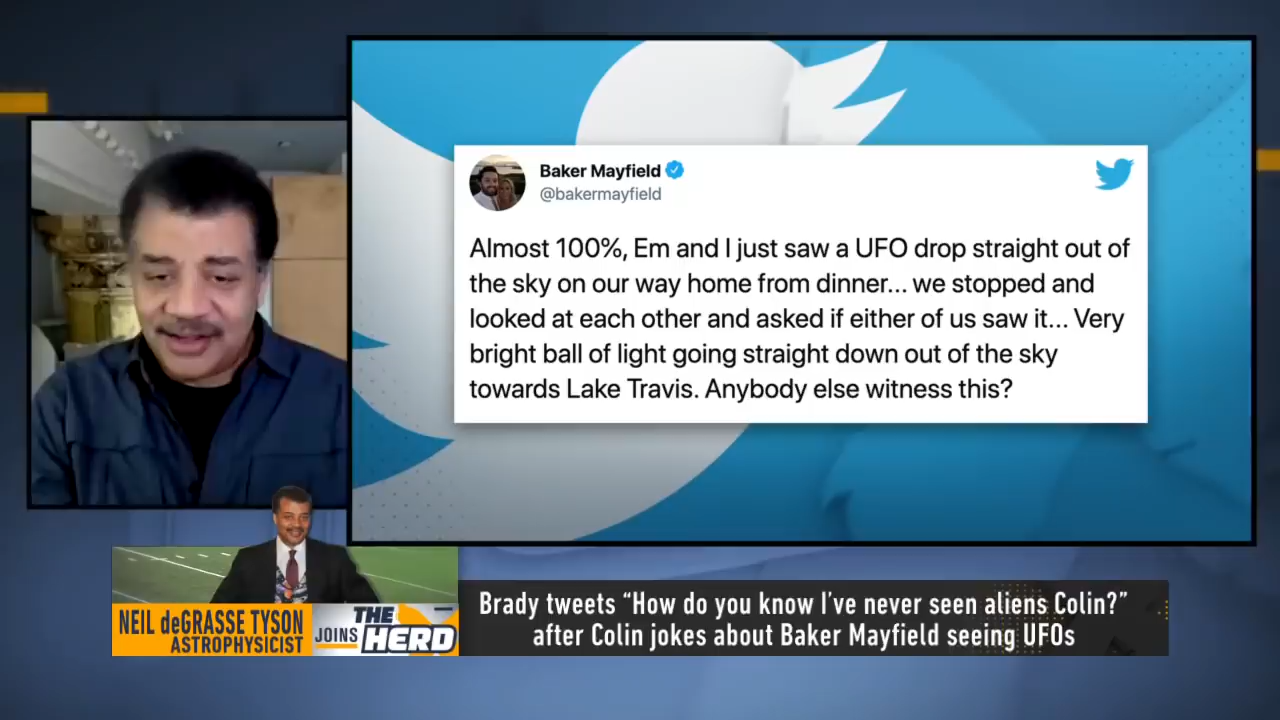 Baker Mayfield
@bakermayfield
Almost 100%, Em and I just saw a UFO drop straight out of
the sky on our way home from dinner... we stopped and
looked at each other and asked if either of us saw it... Very
bright ball of light going straight down out of the sky
towards Lake Travis. Anybody else witness this?
NEIL deGRASSE TYSON
ASTROPHYSICIST
JOINS
THE
HERD
Brady tweets “How do you know I’ve never seen aliens Colin?”
after Colin jokes about Baker Mayfield seeing UFOs